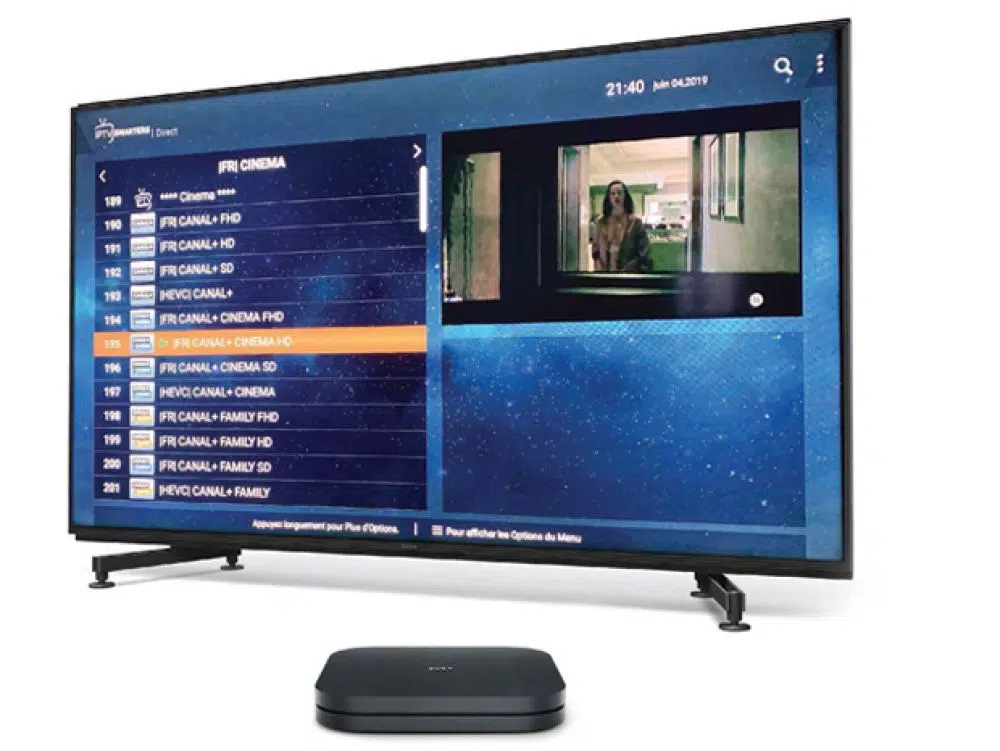 21:40 juin 04,2019
IPTV SMARTERS | Direct
|FR| CINEMA
189 **** Cinema ****
190 |FR| CANAL+ FHD
191 |FR| CANAL+ HD
192 |FR| CANAL+ SD
193 |HEVC| CANAL+
194 |FR| CANAL+ CINEMA FHD
195 |FR| CANAL+ CINEMA HD
196 |FR| CANAL+ CINEMA SD
197 |HEVC| CANAL+ CINEMA
198 |FR| CANAL+ FAMILY FHD
199 |FR| CANAL+ FAMILY HD
200 |FR| CANAL+ FAMILY SD
201 |HEVC| CANAL+ FAMILY
Appuyez longuement pour Plus d'Options. | Pour afficher les Options du Menu